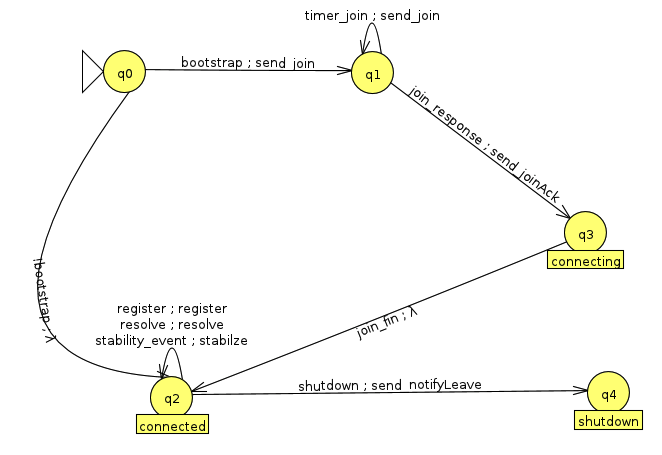 timer_join ; send_join
bootstrap ; send_join
q0
q1
join_response ; send_joinAck
q3
connecting
!bootstrap ; λ
register ; register
resolve ; resolve
stability_event ; stabilze
join_fin ; λ
shutdown ; send_notifyLeave
q2
connected
q4
shutdown